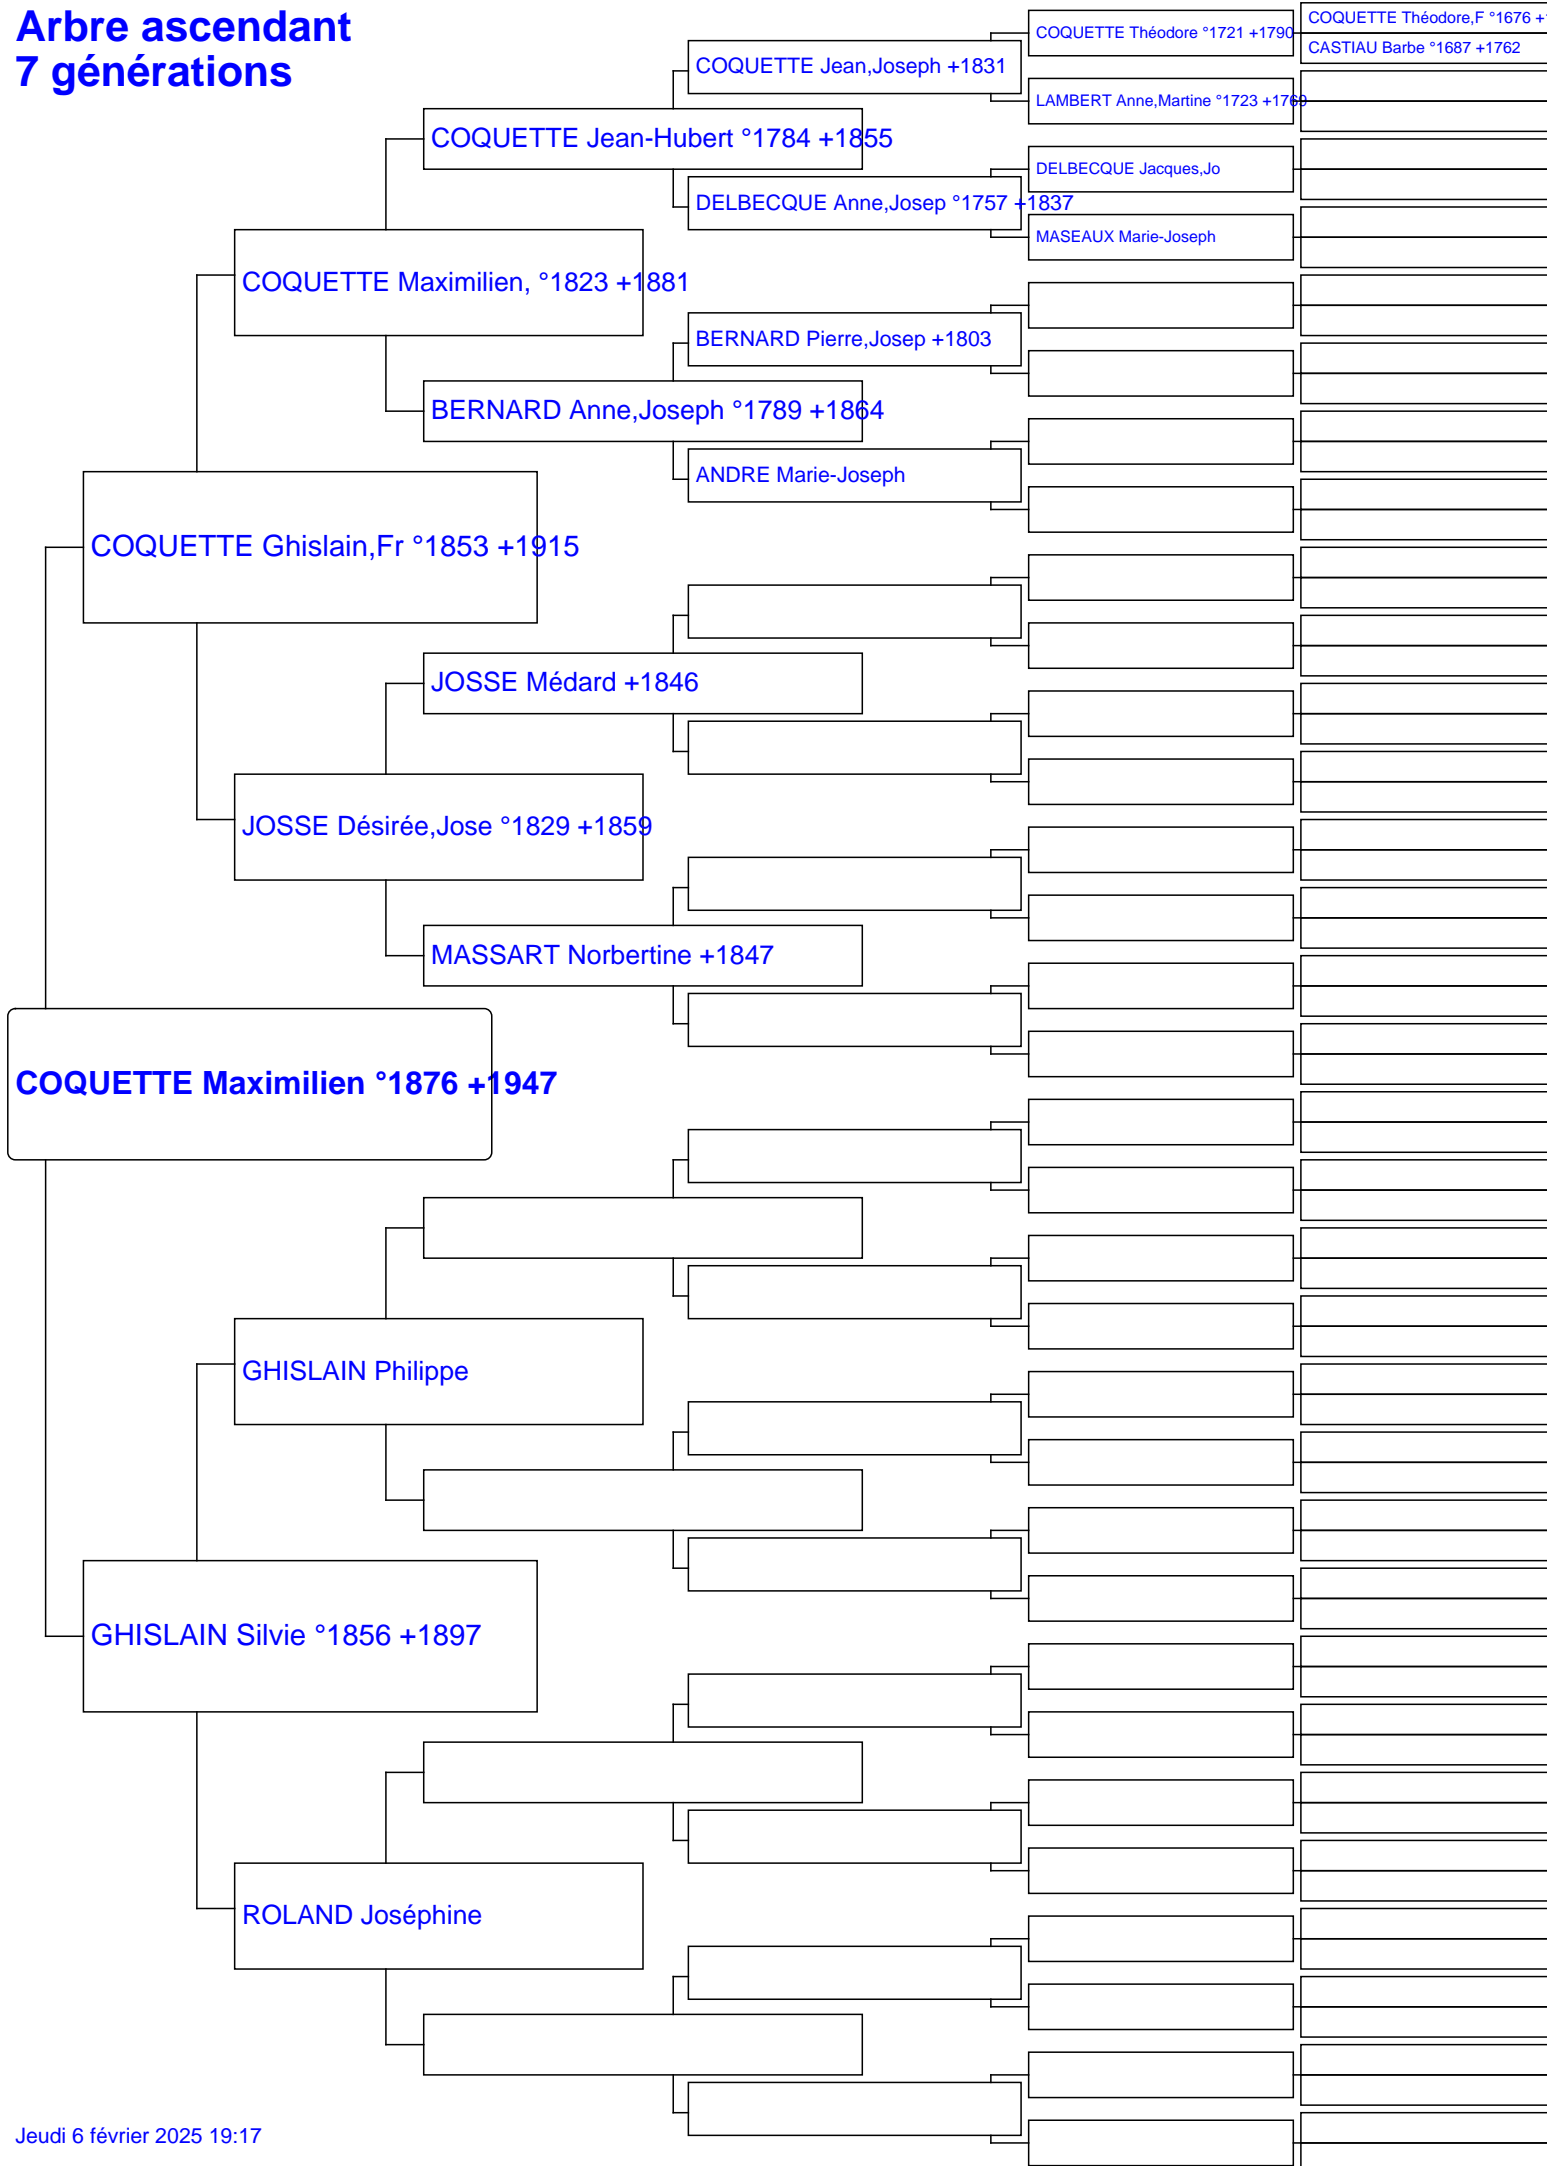 Arbre ascendant
7 générations
COQUETTE Théodore,F °1676 +
CASTIAU Barbe °1687 +1762
COQUETTE Théodore °1721 +1790
COQUETTE Jean,Joseph +1831
LAMBERT Anne,Martine °1723 +1769
COQUETTE Jean-Hubert °1784 +1855
DELBECQUE Jacques,Jo
DELBECQUE Anne,Josep °1757 +1837
MASEAUX Marie-Joseph
COQUETTE Maximilien, °1823 +1881
BERNARD Pierre,Josep +1803
BERNARD Anne,Joseph °1789 +1864
ANDRE Marie-Joseph
COQUETTE Ghislain,Fr °1853 +1915
JOSSE Médard +1846
JOSSE Désirée,Jose °1829 +1859
MASSART Norbertine +1847
COQUETTE Maximilien °1876 +1947
GHISLAIN Philippe
GHISLAIN Silvie °1856 +1897
ROLAND Joséphine
Jeudi 6 février 2025 19:17